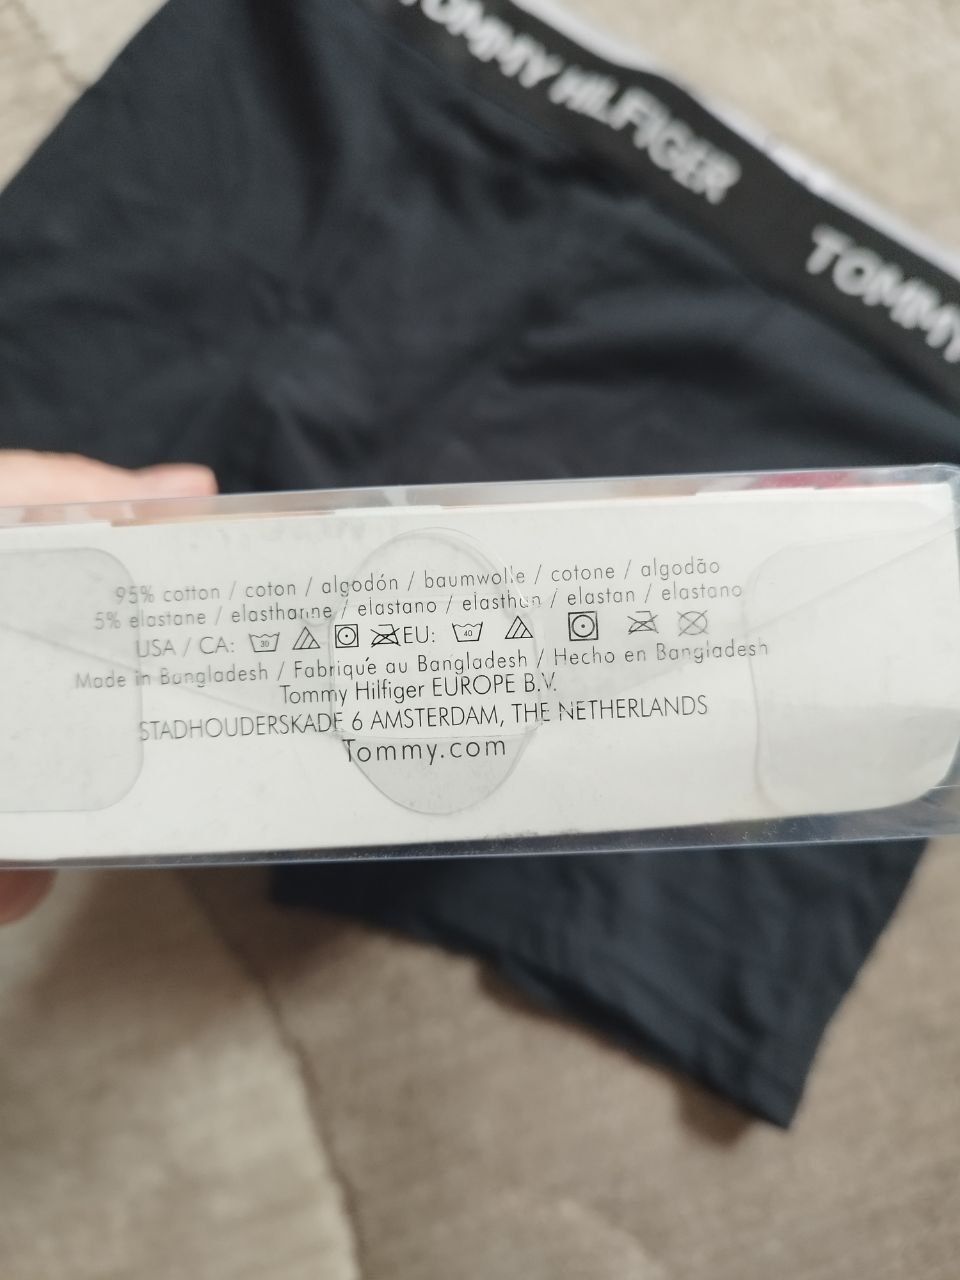 TOMMY HILFIGER TOMMY
95% cotton / coton / algodón / baumwolle / cotone / algodão
5% elastane / elasthanne / elastano / elasthan / elastan / elastano
USA / CA: 30 EU: 40
Made in Bangladesh / Fabriqué au Bangladesh / Hecho en Bangladesh
Tommy Hilfiger EUROPE B.V.
STADHOUDERSKADE 6 AMSTERDAM, THE NETHERLANDS
Tommy.com